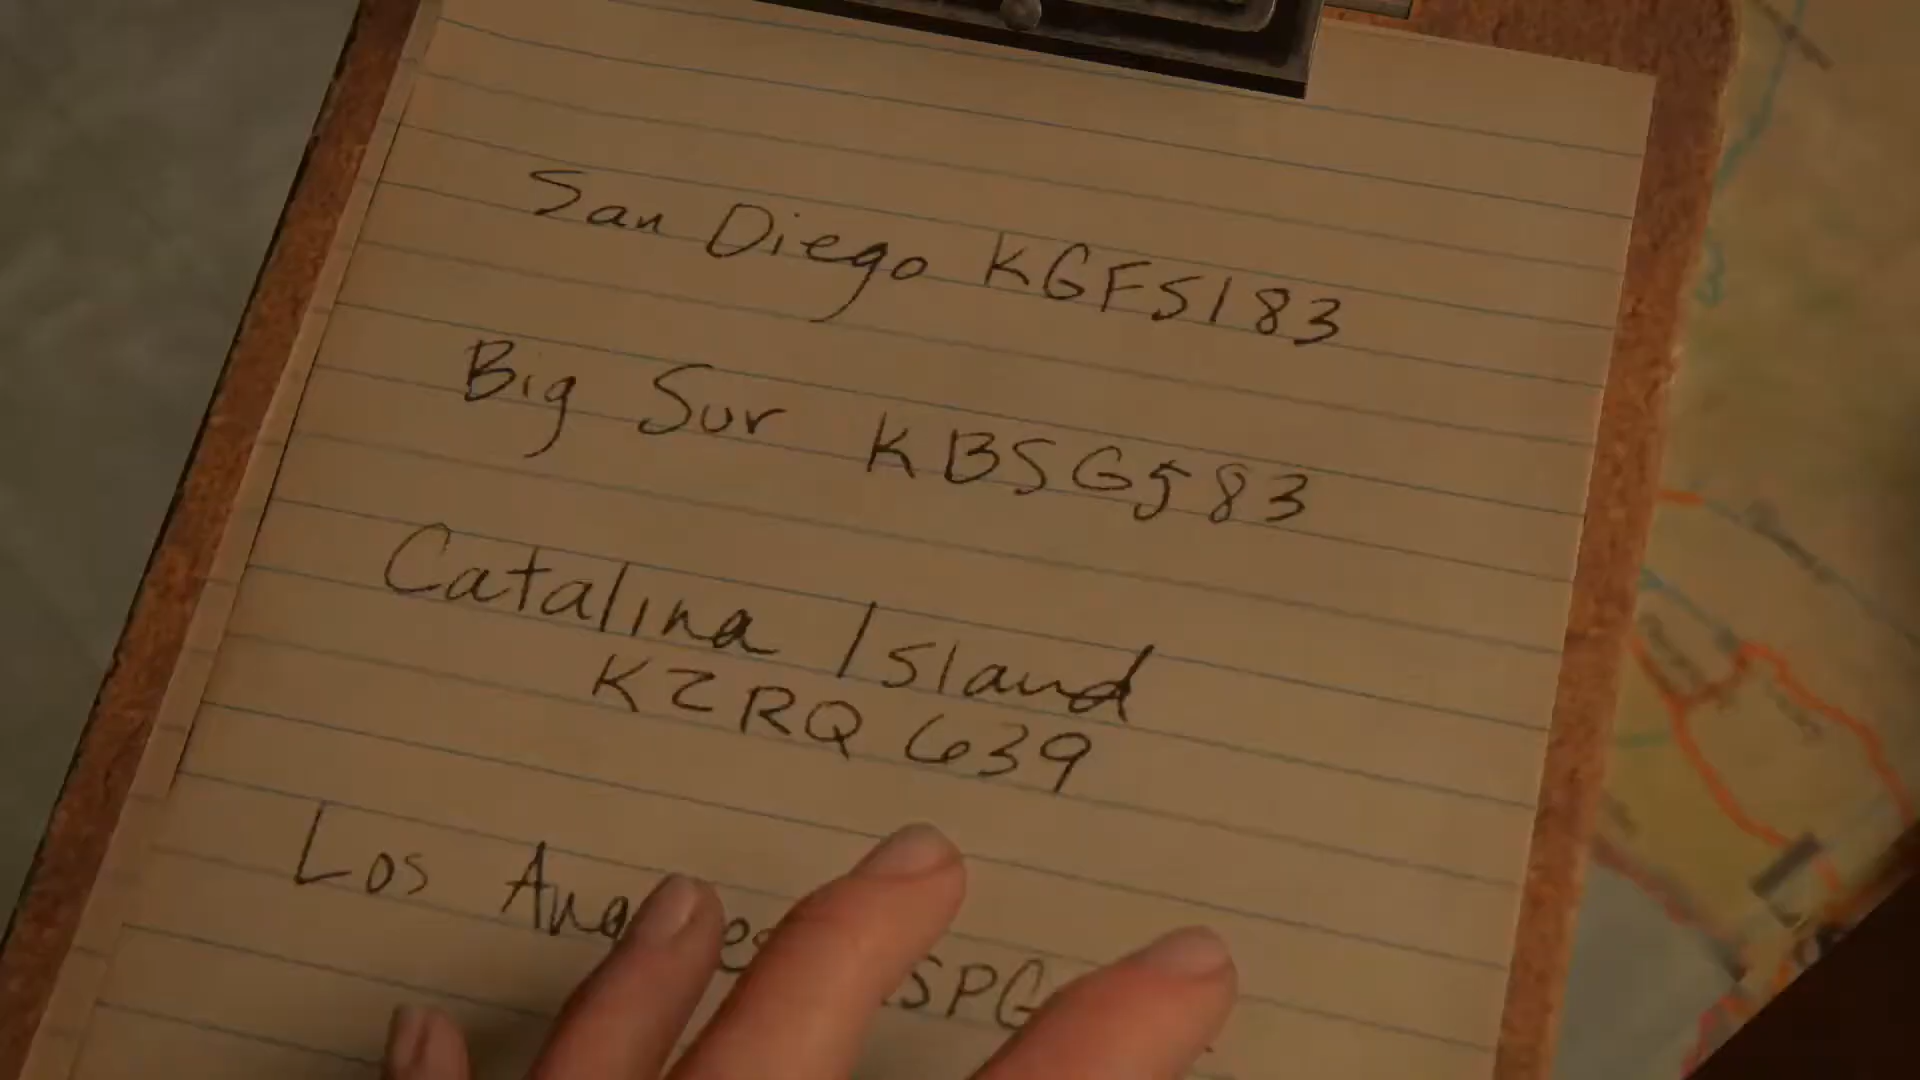 San Diego KGFS183
Big Sur KBSG583
Catalina Island
KZRQ 639
Los